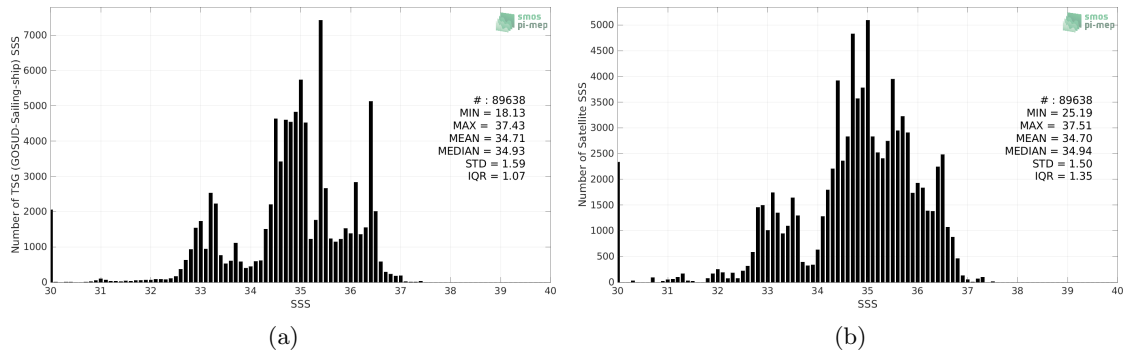 smos
pi-mep
Number of TSG (GOSUD-Sailing-ship) SSS
7000
6000
5000
4000
3000
2000
1000
0
# : 89638
MIN = 18.13
MAX = 37.43
MEAN = 34.71
MEDIAN = 34.93
STD = 1.59
IQR = 1.07
30 31 32 33 34 35 36 37 38 39 40
SSS
(a)
smos
pi-mep
Number of Satellite SSS
5000
4500
4000
3500
3000
2500
2000
1500
1000
500
0
# : 89638
MIN = 25.19
MAX = 37.51
MEAN = 34.70
MEDIAN = 34.94
STD = 1.50
IQR = 1.35
30 31 32 33 34 35 36 37 38 39 40
SSS
(b)